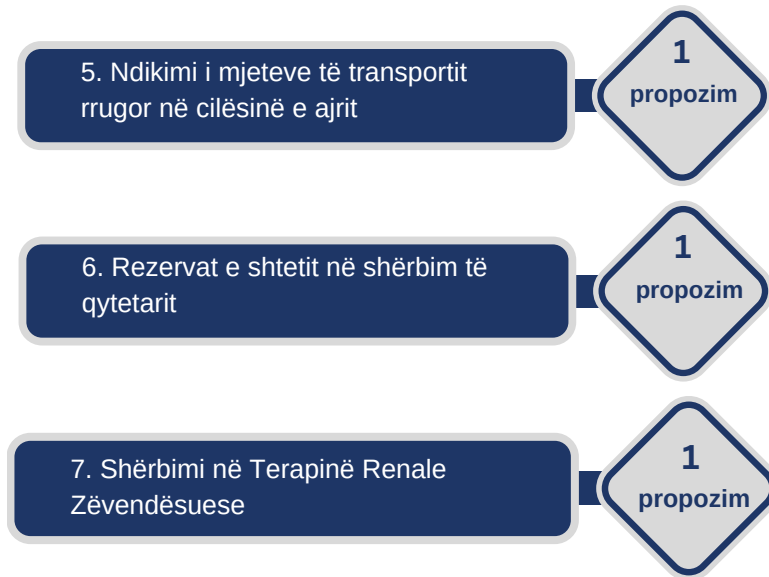 5. Ndikimi i mjeteve të transportit
rrugor në cilësinë e ajrit
1
propozim
6. Rezervat e shtetit në shërbim të
qytetarit
1
propozim
7. Shërbimi në Terapinë Renale
Zëvendësuese
1
propozim